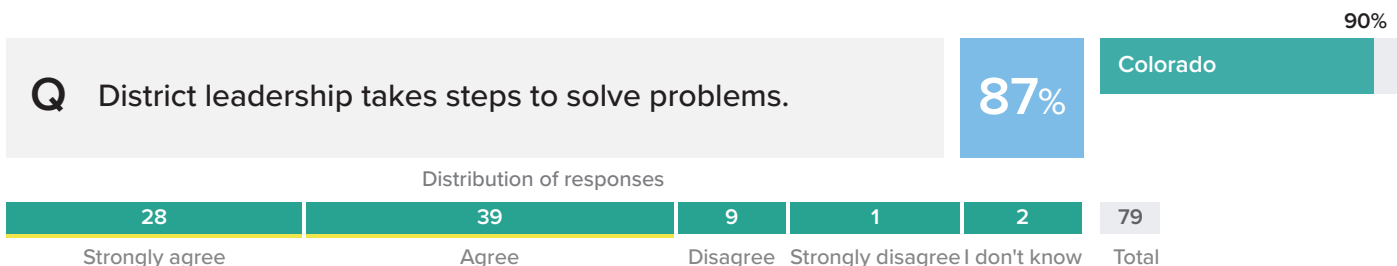 90%
Q District leadership takes steps to solve problems.
87%
Colorado
Distribution of responses
28 39 9 1 2 79
Strongly agree Agree Disagree Strongly disagree I don't know Total